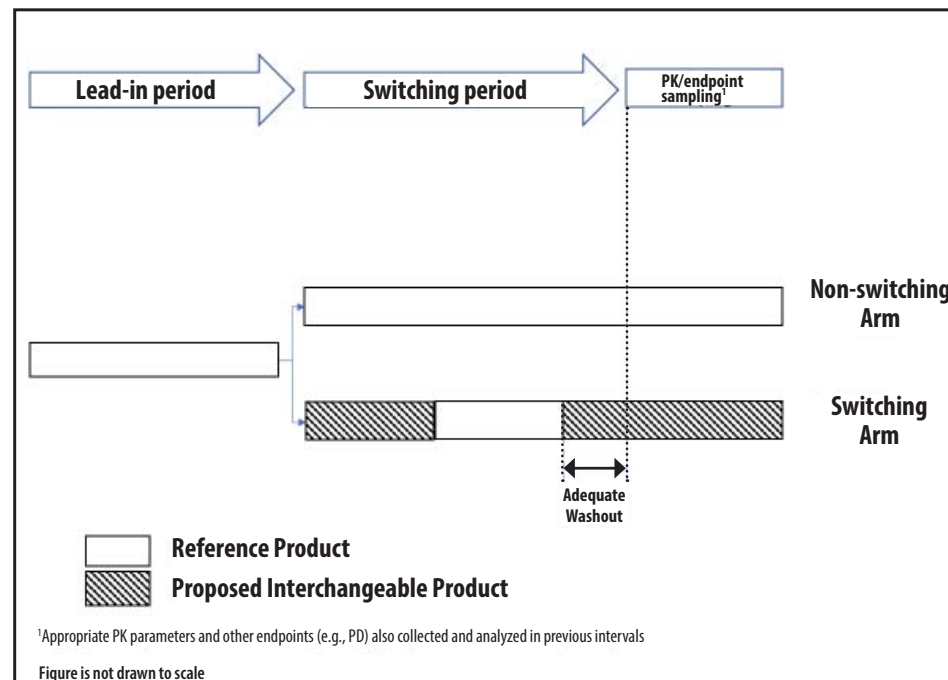 Lead-in period
Switching period
PK/endpoint
sampling¹
Non-switching
Arm
Switching
Arm
Adequate
Washout
Reference Product
Proposed Interchangeable Product
¹Appropriate PK parameters and other endpoints (e.g., PD) also collected and analyzed in previous intervals
Figure is not drawn to scale